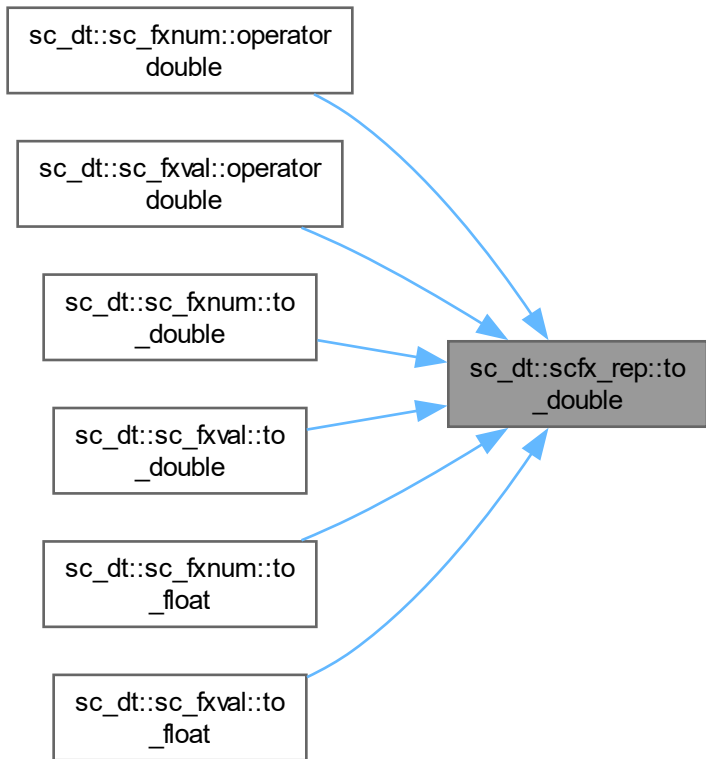 sc_dt::sc_fxnum::operator
double
sc_dt::sc_fxval::operator
double
sc_dt::sc_fxnum::to
_double
sc_dt::scfx_rep::to
_double
sc_dt::sc_fxval::to
_double
sc_dt::sc_fxnum::to
_float
sc_dt::sc_fxval::to
_float